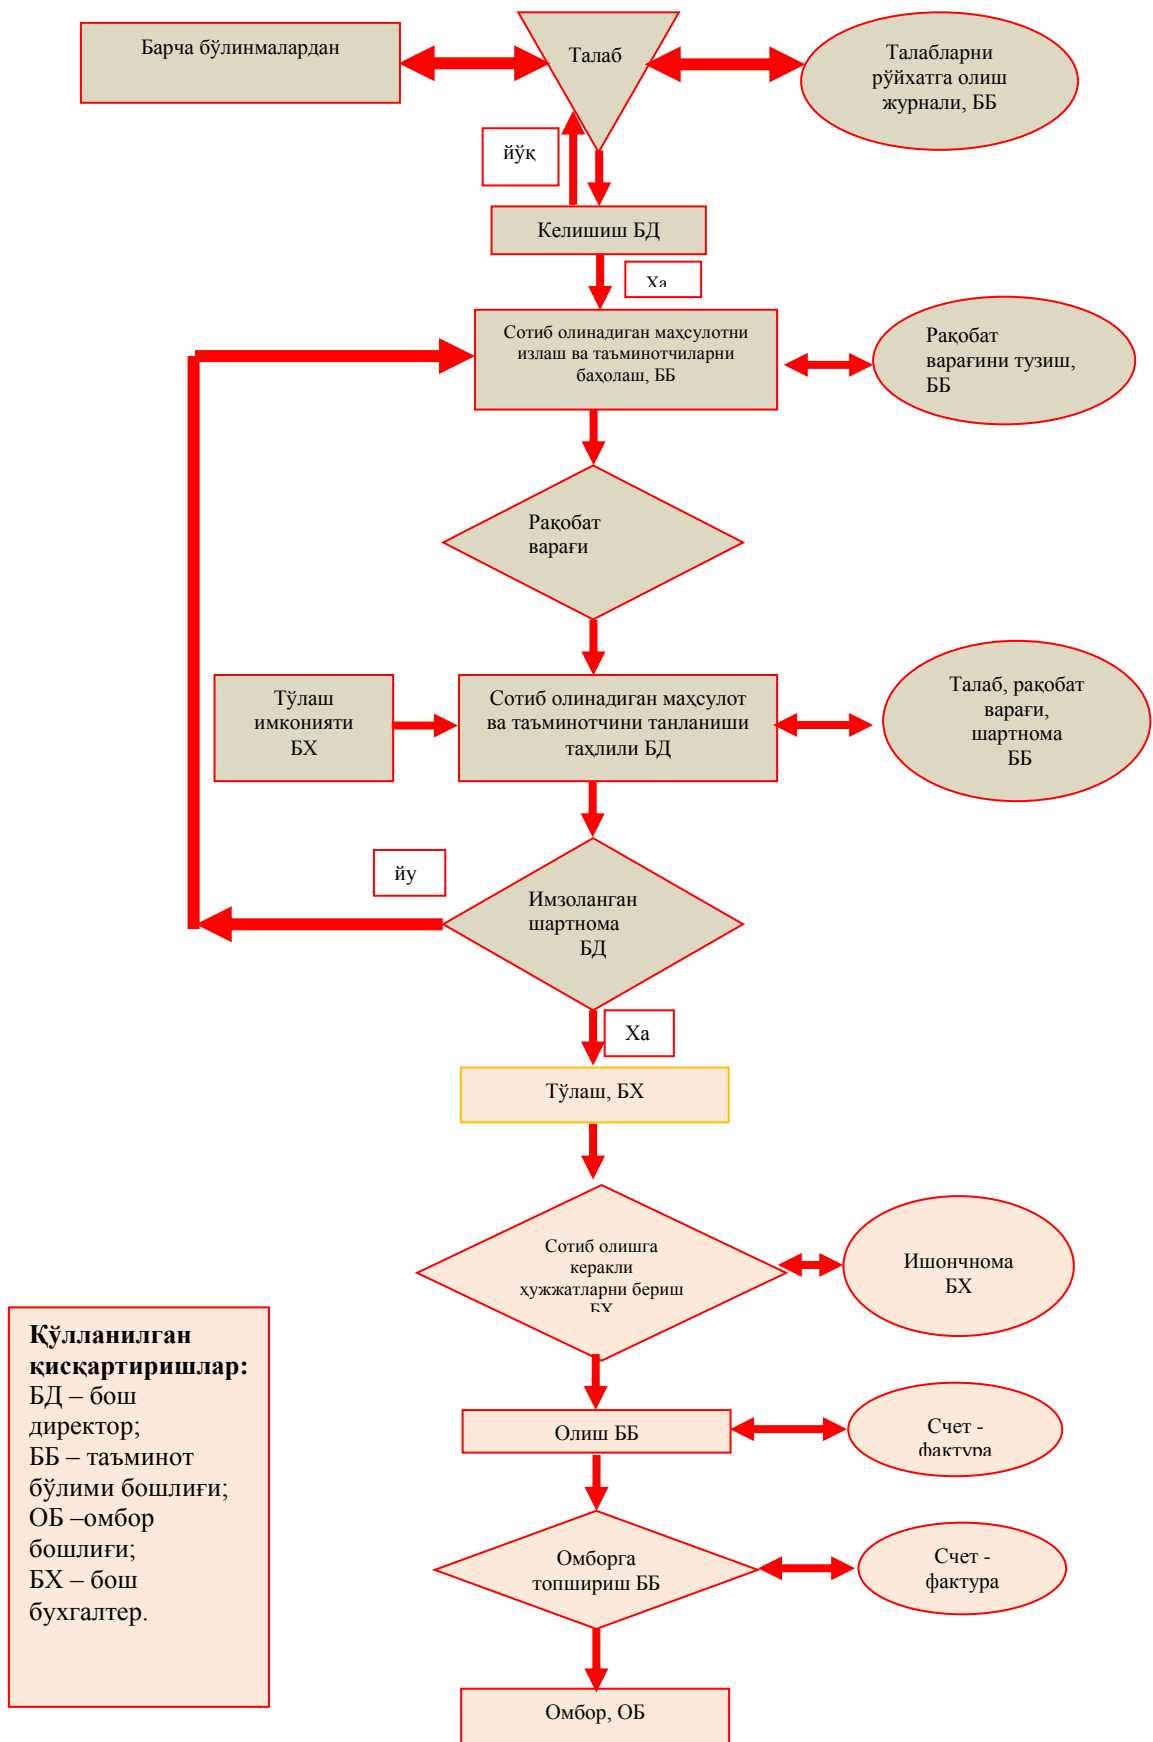 Барча бўлинмалардан
Талаб
Талабларни
рўйхатга олиш
журнали, ББ
йўқ
Келишиш БД
Ха
Сотиб олинадиган маҳсулотни
излаш ва таъминотчиларни
баҳолаш, ББ
Рақобат
варағини тузиш,
ББ
Рақобат
варағи
Тўлаш
имконияти
БХ
Сотиб олинадиган маҳсулот
ва таъминотчини танланиши
таҳлили БД
Талаб, рақобат
варағи,
шартнома
ББ
йу
Имзоланган
шартнома
БД
Ха
Тўлаш, БХ
Сотиб олишга
керакли
ҳужжатларни бериш
БХ
Ишончнома
БХ
Қўлланилган
қисқартиришлар:
БД – бош
директор;
ББ – таъминот
бўлими бошлиғи;
ОБ –омбор
бошлиғи;
БХ – бош
бухгалтер.
Олиш ББ
Счет -
фактура
Омборга
топшириш ББ
Счет -
фактура
Омбор, ОБ